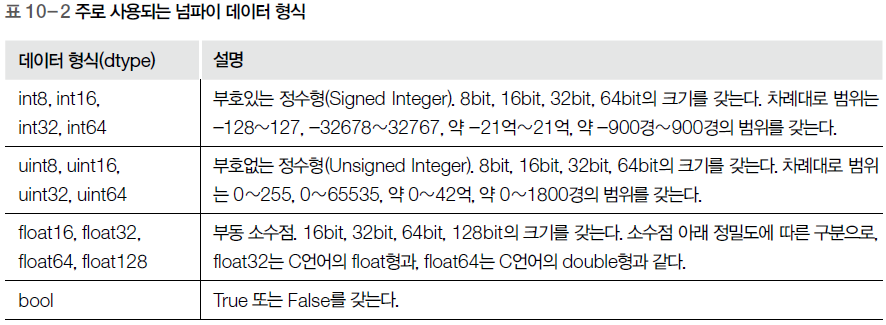 표 10-2 주로 사용되는 넘파이 데이터 형식
데이터 형식(dtype) 설명
int8, int16, 부호있는 정수형(Signed Integer). 8bit, 16bit, 32bit, 64bit의 크기를 갖는다. 차례대로 범위는
int32, int64 -128~127, -32678~32767, 약 -21억~21억, 약 -900경~900경의 범위를 갖는다.
uint8, uint16, 부호없는 정수형(Unsigned Integer). 8bit, 16bit, 32bit, 64bit의 크기를 갖는다. 차례대로 범위
uint32, uint64 는 0~255, 0~65535, 약 0~42억, 약 0~1800경의 범위를 갖는다.
float16, float32, 부동 소수점. 16bit, 32bit, 64bit, 128bit의 크기를 갖는다. 소수점 아래 정밀도에 따른 구분으로,
float64, float128 float32는 C언어의 float형과, float64는 C언어의 double형과 같다.
bool True 또는 False를 갖는다.